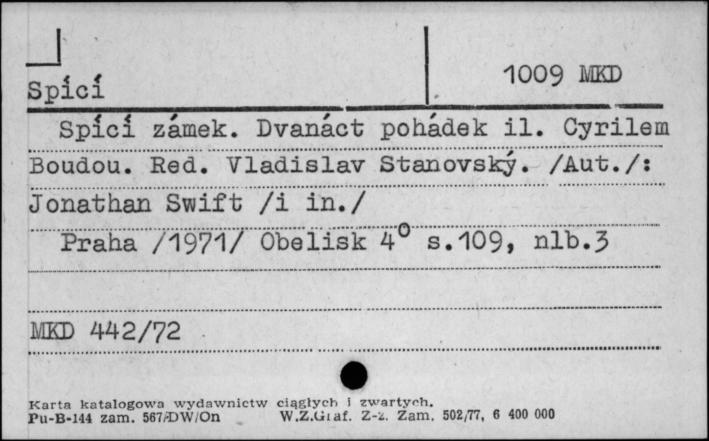 Spící
1009 MKD
Spící zámek. Dvanáct pohádek il. Cyrilem
Boudou. Red. Vladislav Stanovský. /Aut./:
Jonathan Swift /i in./
Praha /1971/ Obelisk 4° s.109, nlb.3
MKD 442/72
Karta katalogowa wydawnictw ciągłych i zwartych.
Pu-B-144 zam. 567/DW/On W.Z.Graf. Z-z. Zam. 502/77, 6 400 000